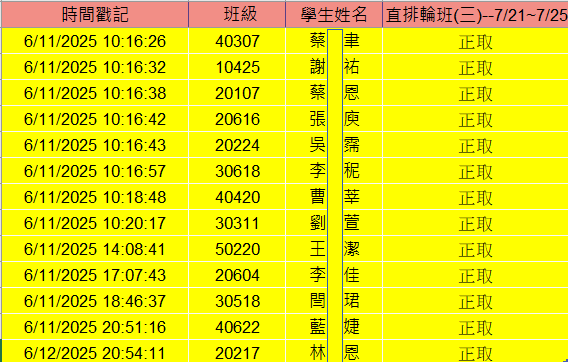 時間戳記 班級 學生姓名 直排輪班(三)--7/21~7/25
6/11/2025 10:16:26 40307 蔡 聿 正取
6/11/2025 10:16:32 10425 謝 祐 正取
6/11/2025 10:16:38 20107 蔡 恩 正取
6/11/2025 10:16:42 20616 張 庾 正取
6/11/2025 10:16:43 20224 吳 霈 正取
6/11/2025 10:16:57 30618 李 秜 正取
6/11/2025 10:18:48 40420 曹 莘 正取
6/11/2025 10:20:17 30311 劉 萱 正取
6/11/2025 14:08:41 50220 王 潔 正取
6/11/2025 17:07:43 20604 李 佳 正取
6/11/2025 18:46:37 30518 閆 珺 正取
6/11/2025 20:51:16 40622 藍 婕 正取
6/12/2025 20:54:11 20217 林 恩 正取